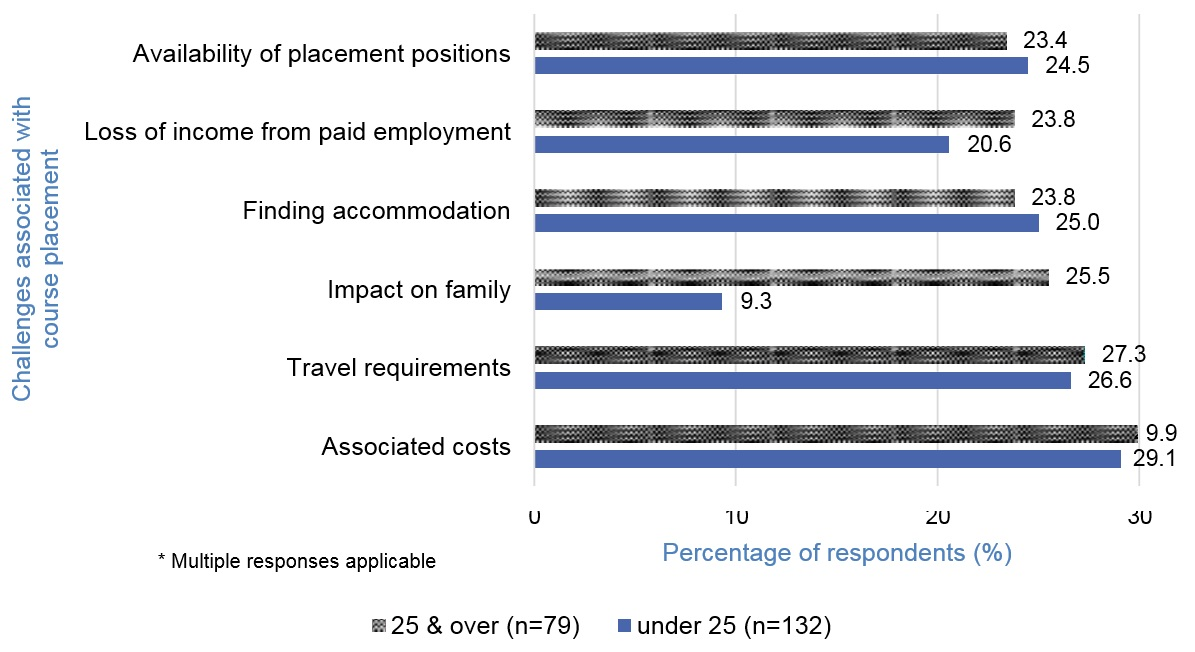 Challenges associated with
course placement
Availability of placement positions
23.4
24.5
Loss of income from paid employment
23.8
20.6
Finding accommodation
23.8
25.0
Impact on family
25.5
9.3
Travel requirements
27.3
26.6
Associated costs
9.9
29.1
0 10 20 30
Percentage of respondents (%)
* Multiple responses applicable
25 & over (n=79) under 25 (n=132)